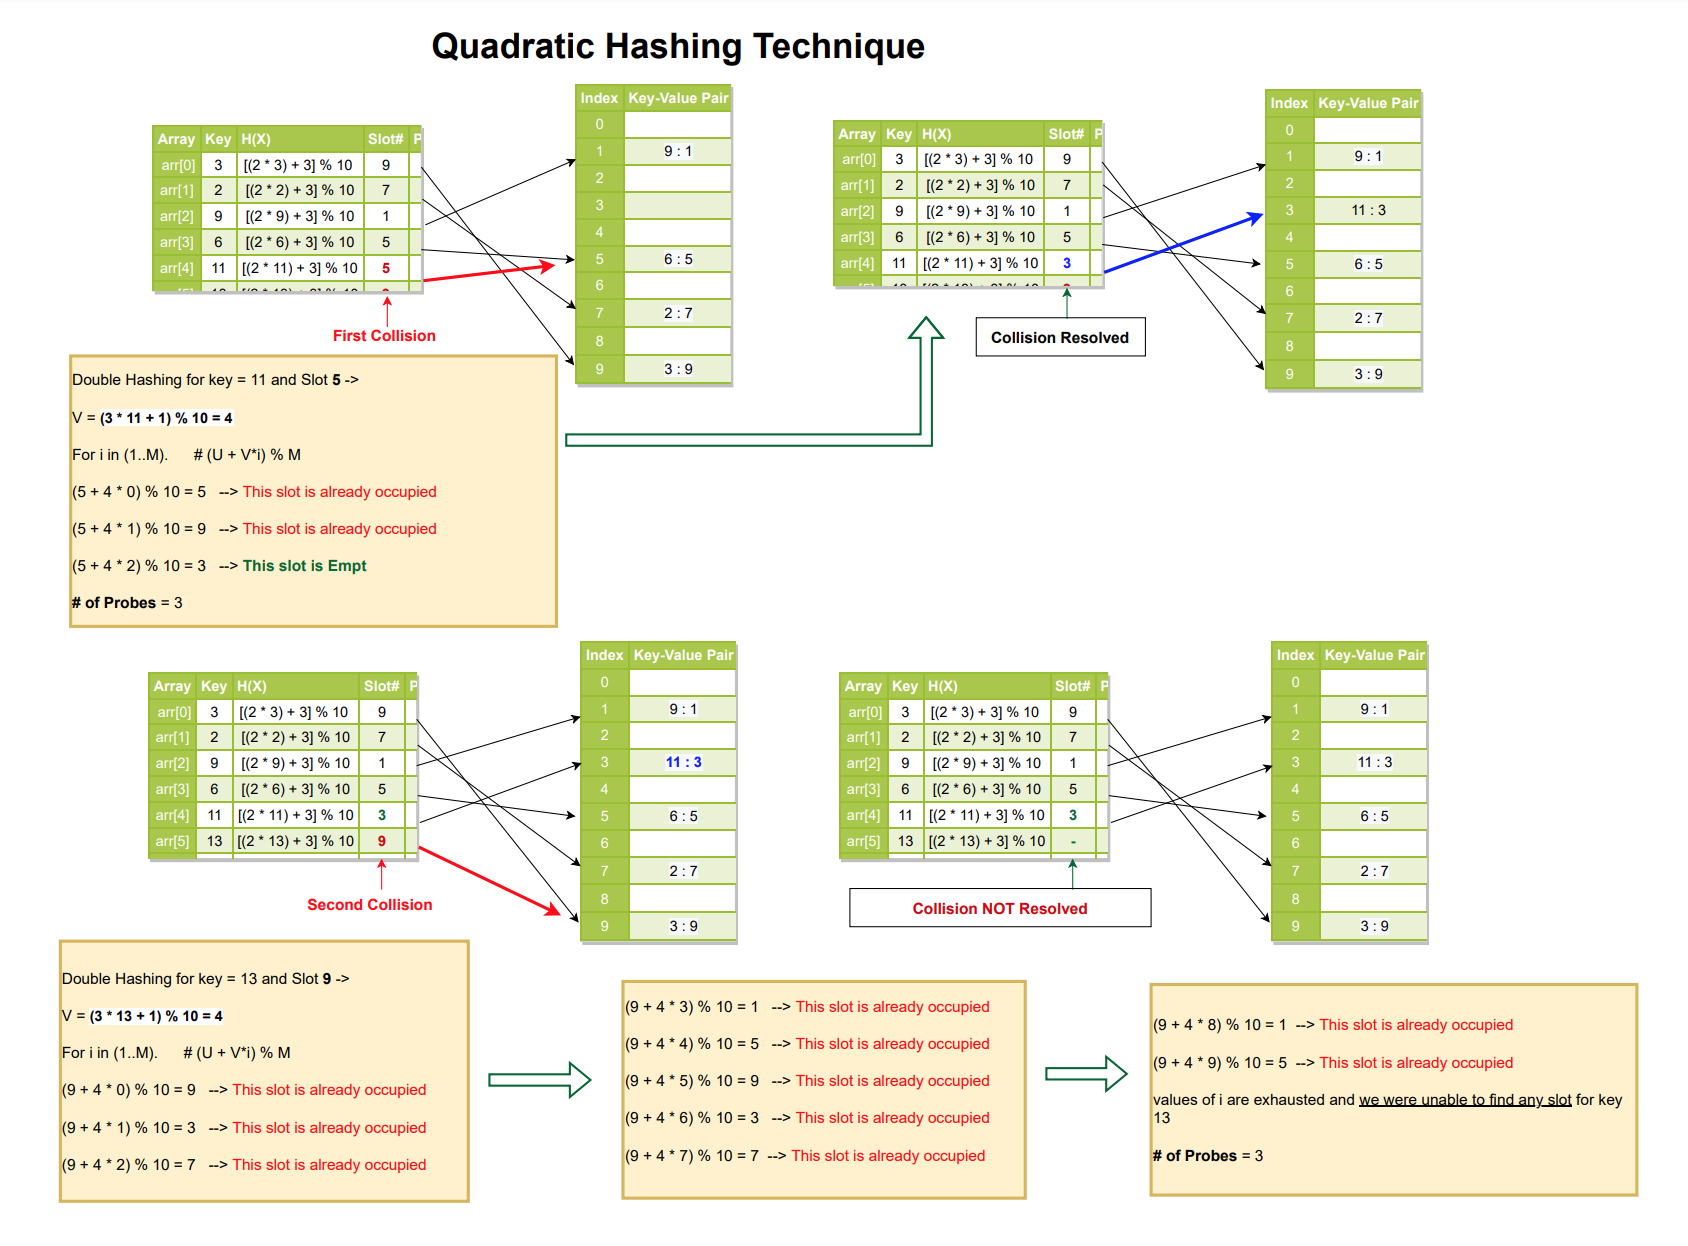 Quadratic Hashing Technique
Array Key H(X) Slot# P
arr[0] 3 [(2 * 3) + 3] % 10 9
arr[1] 2 [(2 * 2) + 3] % 10 7
arr[2] 9 [(2 * 9) + 3] % 10 1
arr[3] 6 [(2 * 6) + 3] % 10 5
arr[4] 11 [(2 * 11) + 3] % 10 5
First Collision
Index Key-Value Pair
0
1 9 : 1
2
3
4
5 6 : 5
6
7 2 : 7
8
9 3 : 9
Array Key H(X) Slot# P
arr[0] 3 [(2 * 3) + 3] % 10 9
arr[1] 2 [(2 * 2) + 3] % 10 7
arr[2] 9 [(2 * 9) + 3] % 10 1
arr[3] 6 [(2 * 6) + 3] % 10 5
arr[4] 11 [(2 * 11) + 3] % 10 3
Collision Resolved
Index Key-Value Pair
0
1 9 : 1
2
3 11 : 3
4
5 6 : 5
6
7 2 : 7
8
9 3 : 9
Double Hashing for key = 11 and Slot 5 ->
V = (3 * 11 + 1) % 10 = 4
For i in (1..M). # (U + V*i) % M
(5 + 4 * 0) % 10 = 5 --> This slot is already occupied
(5 + 4 * 1) % 10 = 9 --> This slot is already occupied
(5 + 4 * 2) % 10 = 3 --> This slot is Empt
# of Probes = 3
Array Key H(X) Slot# P
arr[0] 3 [(2 * 3) + 3] % 10 9
arr[1] 2 [(2 * 2) + 3] % 10 7
arr[2] 9 [(2 * 9) + 3] % 10 1
arr[3] 6 [(2 * 6) + 3] % 10 5
arr[4] 11 [(2 * 11) + 3] % 10 3
arr[5] 13 [(2 * 13) + 3] % 10 9
Second Collision
Index Key-Value Pair
0
1 9 : 1
2
3 11 : 3
4
5 6 : 5
6
7 2 : 7
8
9 3 : 9
Array Key H(X) Slot# P
arr[0] 3 [(2 * 3) + 3] % 10 9
arr[1] 2 [(2 * 2) + 3] % 10 7
arr[2] 9 [(2 * 9) + 3] % 10 1
arr[3] 6 [(2 * 6) + 3] % 10 5
arr[4] 11 [(2 * 11) + 3] % 10 3
arr[5] 13 [(2 * 13) + 3] % 10 -
Collision NOT Resolved
Index Key-Value Pair
0
1 9 : 1
2
3 11 : 3
4
5 6 : 5
6
7 2 : 7
8
9 3 : 9
Double Hashing for key = 13 and Slot 9 ->
V = (3 * 13 + 1) % 10 = 4
For i in (1..M). # (U + V*i) % M
(9 + 4 * 0) % 10 = 9 --> This slot is already occupied
(9 + 4 * 1) % 10 = 3 --> This slot is already occupied
(9 + 4 * 2) % 10 = 7 --> This slot is already occupied
(9 + 4 * 3) % 10 = 1 --> This slot is already occupied
(9 + 4 * 4) % 10 = 5 --> This slot is already occupied
(9 + 4 * 5) % 10 = 9 --> This slot is already occupied
(9 + 4 * 6) % 10 = 3 --> This slot is already occupied
(9 + 4 * 7) % 10 = 7 --> This slot is already occupied
(9 + 4 * 8) % 10 = 1 --> This slot is already occupied
(9 + 4 * 9) % 10 = 5 --> This slot is already occupied
values of i are exhausted and we were unable to find any slot for key
13
# of Probes = 3